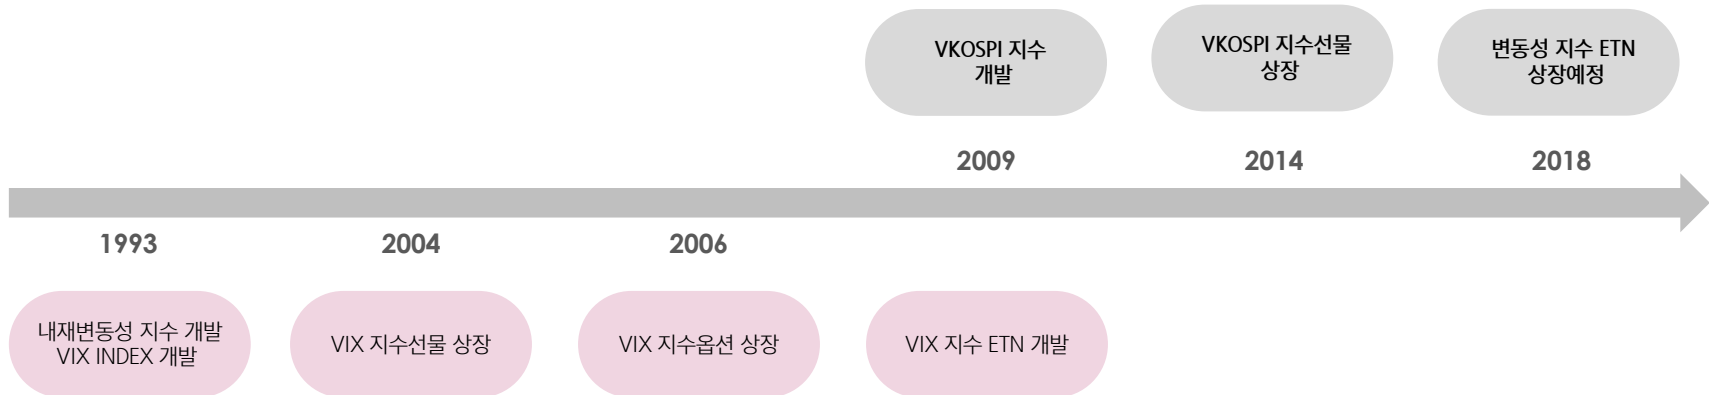 VKOSPI 지수
개발
VKOSPI 지수선물
상장
변동성 지수 ETN
상장예정
2009
2014
2018
1993
2004
2006
내재변동성 지수 개발
VIX INDEX 개발
VIX 지수선물 상장
VIX 지수옵션 상장
VIX 지수 ETN 개발